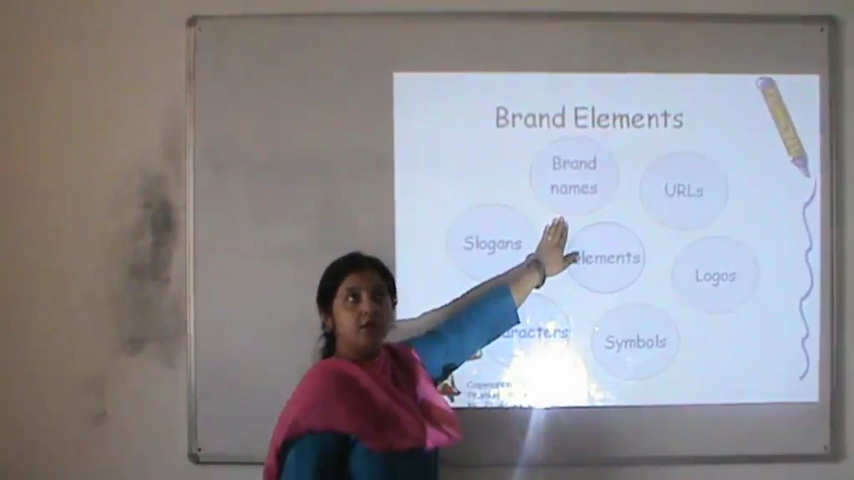 Brand Elements
Brand
names
URLs
Slogans
elements
Logos
Symbols